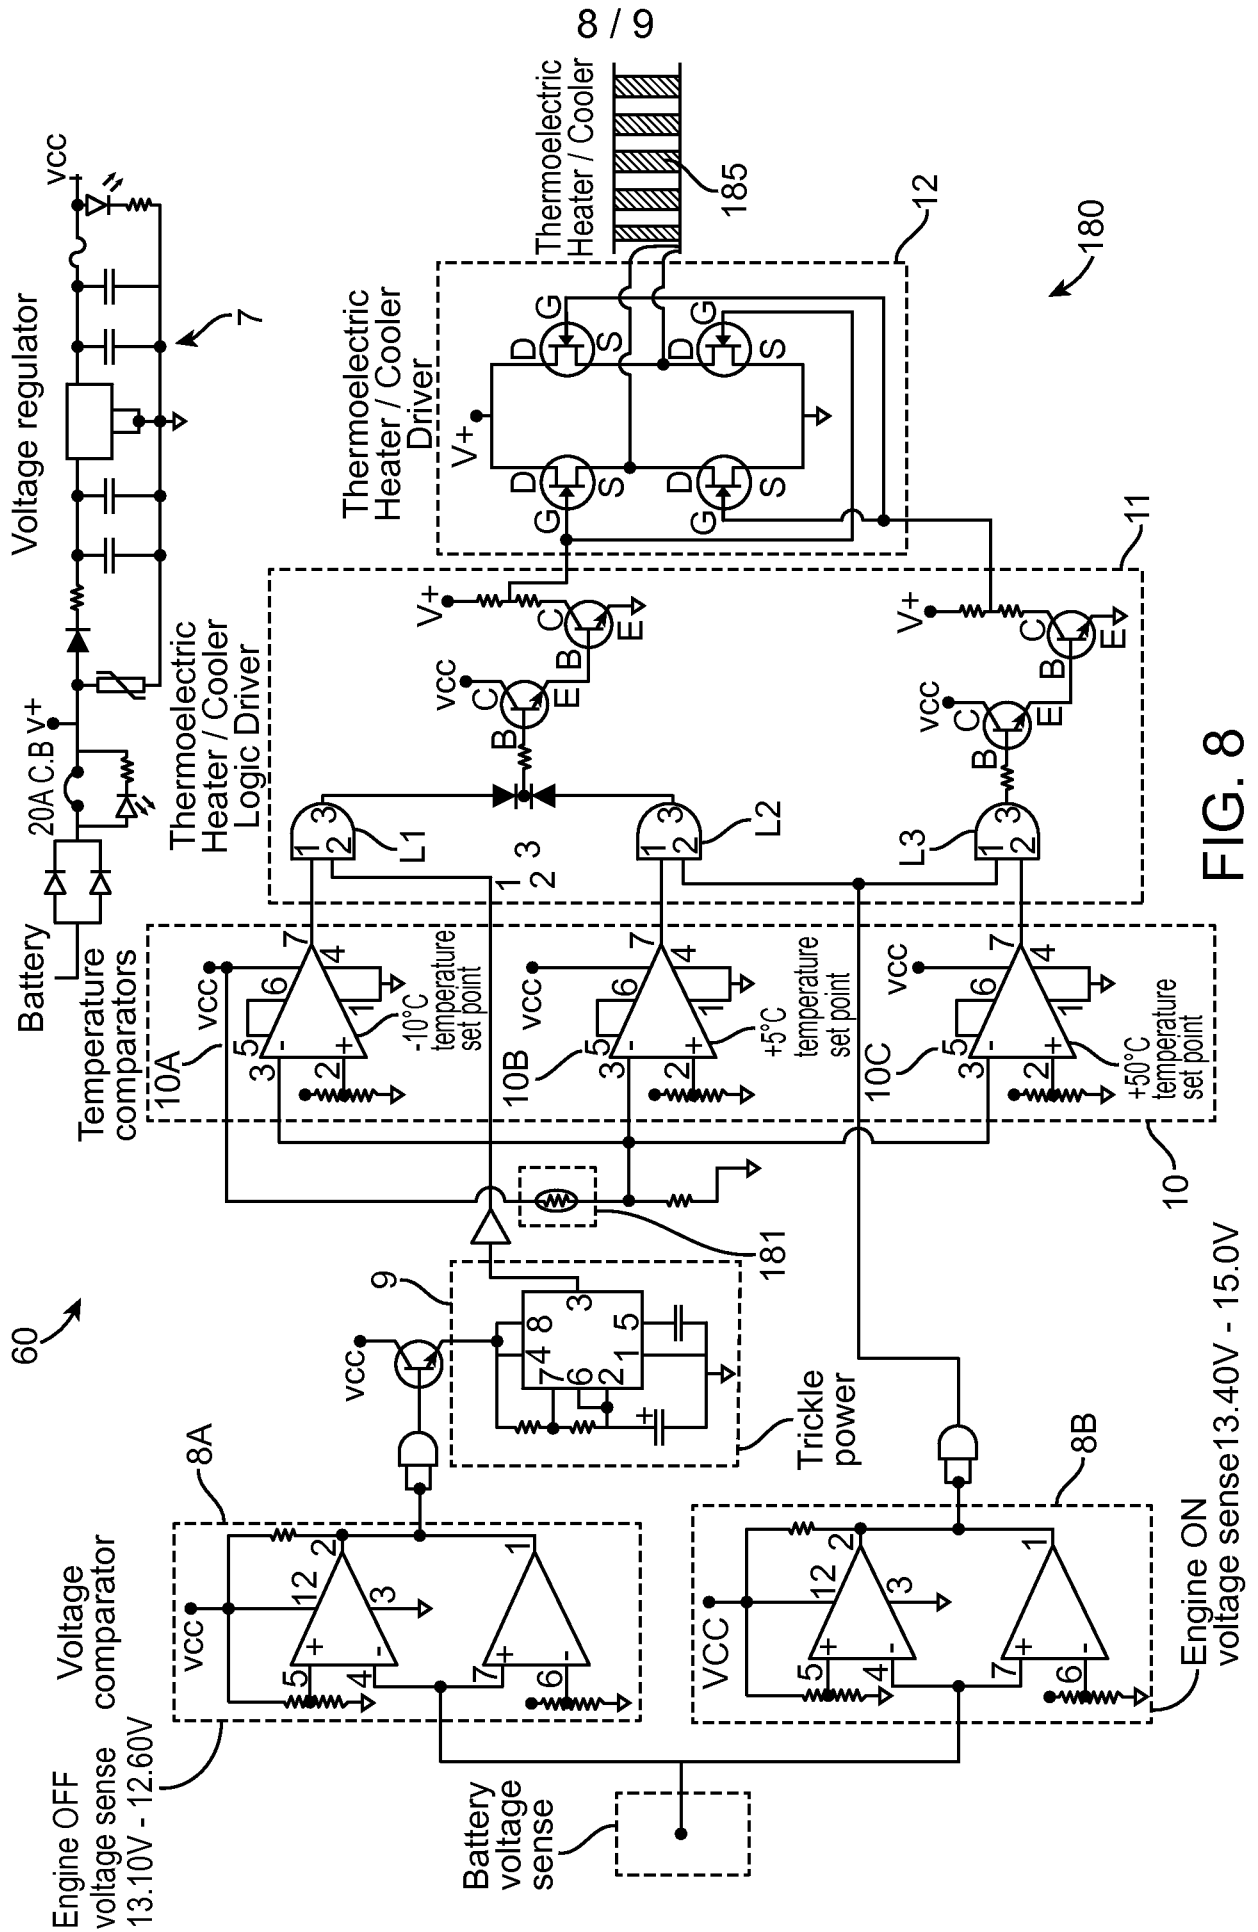 8 / 9
Battery
20A C.B
v+
Voltage regulator
vcc
7
Thermoelectric
Heater / Cooler
Logic Driver
Thermoelectric
Heater / Cooler
Driver
Thermoelectric
Heater / Cooler
185
12
180
60
Engine OFF
voltage sense
13.10V - 12.60V
Voltage
comparator
8A
vcc
5
4
+
-
12
3
2
7
6
+
-
1
Battery
voltage
sense
VCC
5
4
+
-
12
3
2
7
6
+
-
1
8B
Engine ON
voltage sense13.40V - 15.0V
vcc
9
8
4
7
6
2
3
5
1
+
Trickle
power
181
Temperature
comparators
10A
vcc
5
6
3
2
-
+
7
4
1
-10°C
temperature
set point
10B
vcc
5
6
3
2
-
+
7
4
1
+5°C
temperature
set point
10C
vcc
5
6
3
2
-
+
7
4
1
+50°C
temperature
set point
10
1
2
3
L1
1
2
3
1
2
3
L2
L3
1
2
3
vcc
C
B
E
V+
C
B
E
vcc
C
B
E
V+
C
B
E
11
V+
D
G
S
D
G
S
D
G
S
D
G
S
FIG. 8